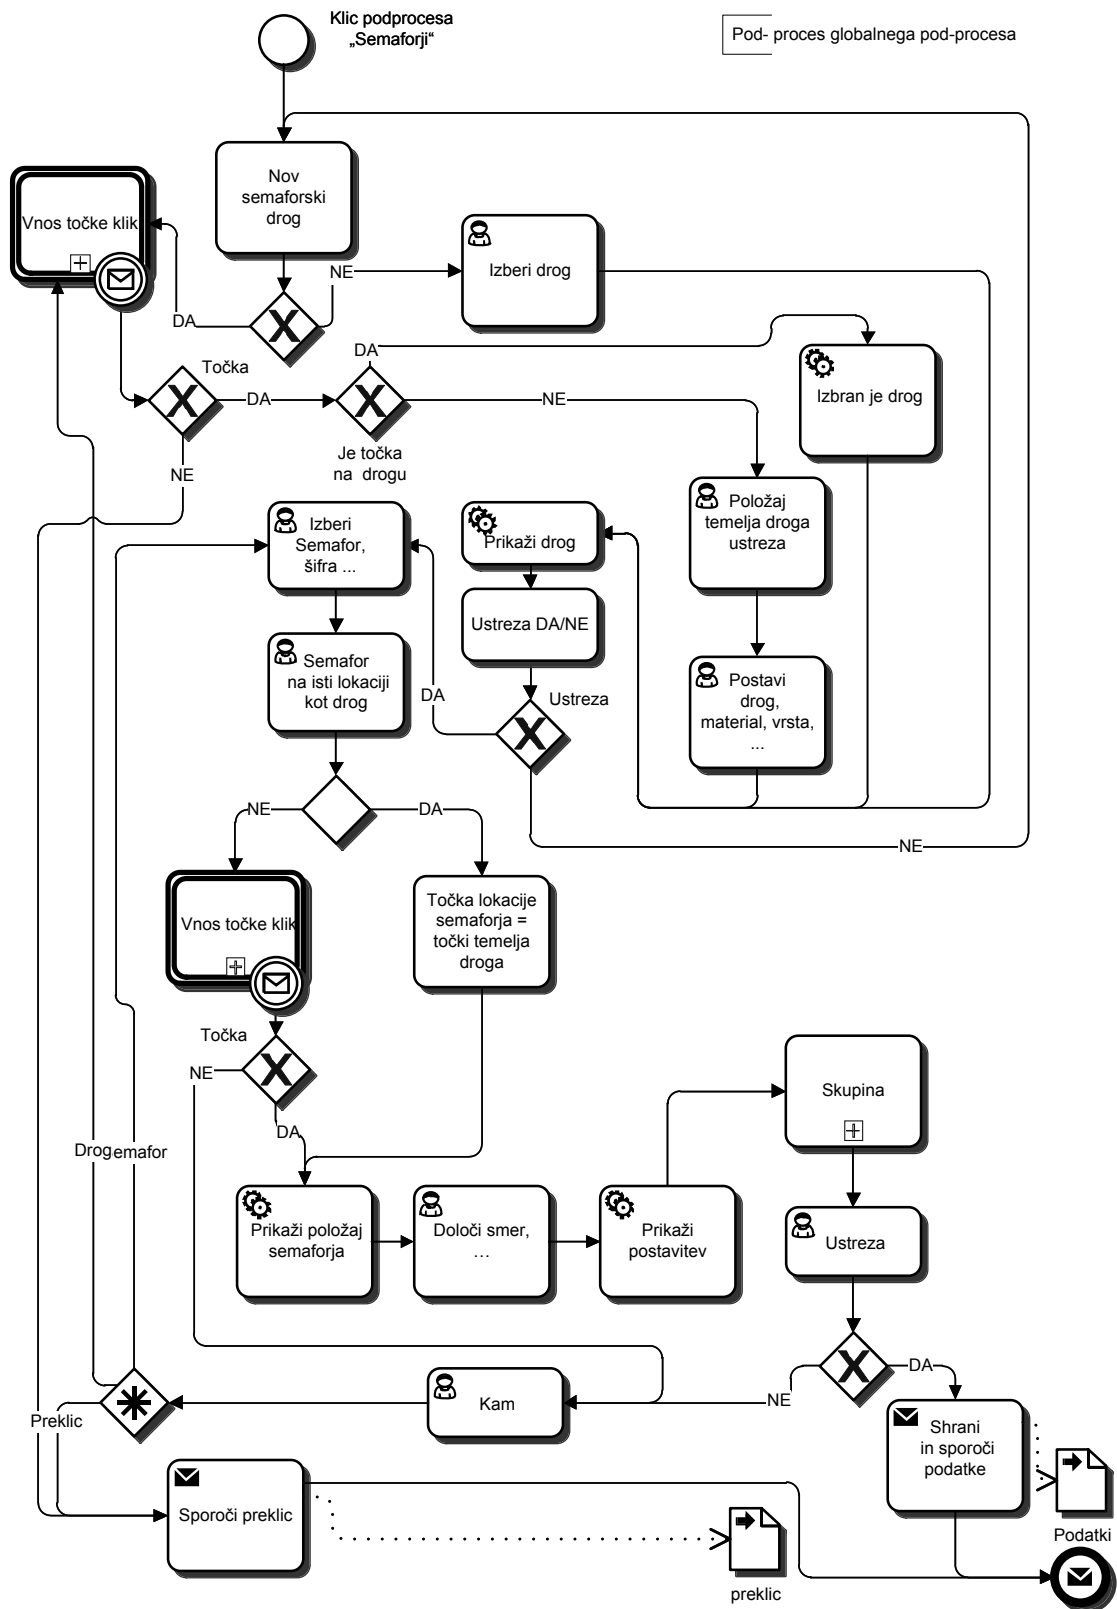 Klic podprocesa
„Semaforji“
Pod- proces globalnega pod-procesa
Nov
semaforski
drog
Vnos točke klik
Izberi drog
NE
DA
Točka
DA
Izbran je drog
DA
NE
Je točka
na drogu
NE
Položaj
temelja droga
ustreza
Izberi
Semafor,
šifra ...
Prikaži drog
Ustreza DA/NE
Semafor
na isti lokaciji
kot drog
DA
Ustreza
Postavi
drog,
material, vrsta,
...
NE
DA
NE
Vnos točke klik
Točka lokacije
semaforja =
točki temelja
droga
Točka
NE
DA
Skupina
Drog
emafor
Prikaži položaj
semaforja
Določi smer,
…
Prikaži
postavitev
Ustreza
DA
NE
Kam
Preklic
Shrani
in sporoči
podatke
Sporoči preklic
Podatki
preklic